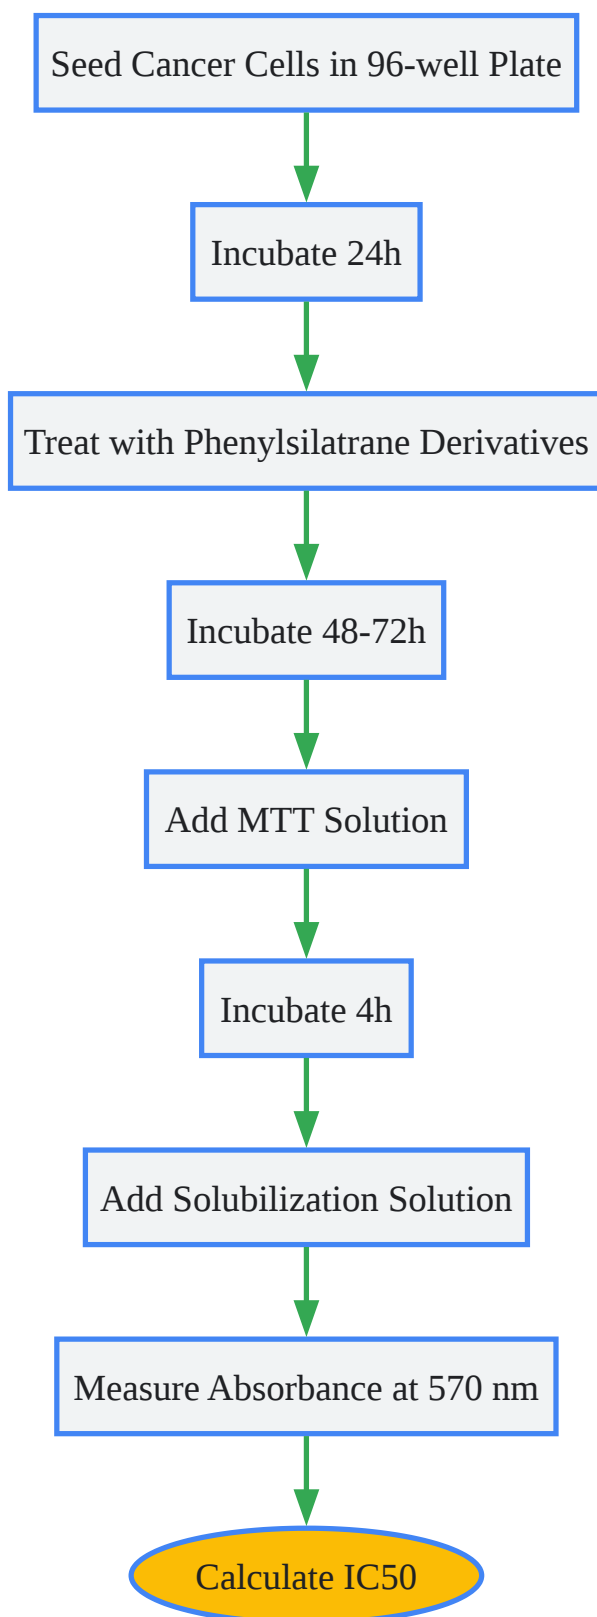 Seed Cancer Cells in 96-well Plate
Incubate 24h
Treat with Phenylsilatrane Derivatives
Incubate 48-72h
Add MTT Solution
Incubate 4h
Add Solubilization Solution
Measure Absorbance at 570 nm
Calculate IC50